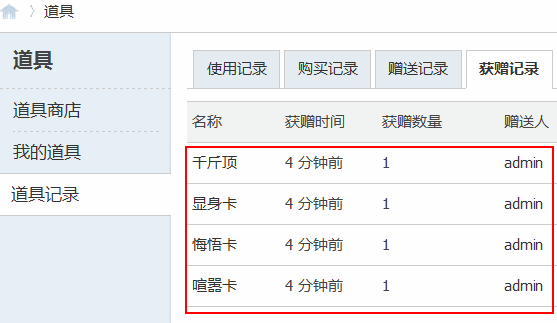 道具
道具
道具商店
我的道具
道具记录
使用记录 购买记录 赠送记录 获赠记录
名称 获赠时间 获赠数量 赠送人
千斤顶 4 分钟前 1 admin
显身卡 4 分钟前 1 admin
悔悟卡 4 分钟前 1 admin
喧嚣卡 4 分钟前 1 admin